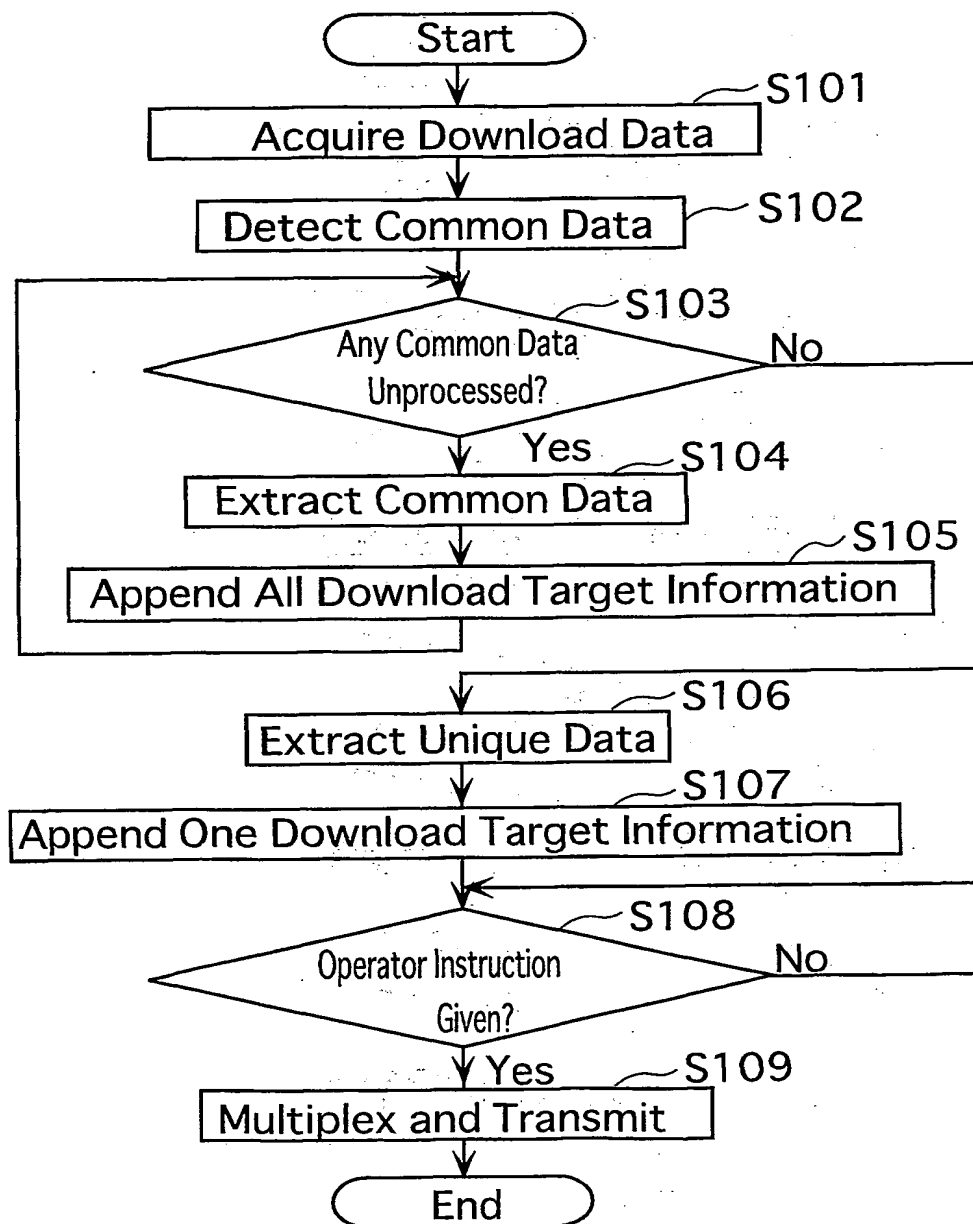 Start
S101
Acquire Download Data
S102
Detect Common Data
S103
Any Common Data
Unprocessed?
No
Yes
S104
Extract Common Data
S105
Append All Download Target Information
S106
Extract Unique Data
S107
Append One Download Target Information
S108
Operator Instruction
Given?
No
Yes
S109
Multiplex and Transmit
End